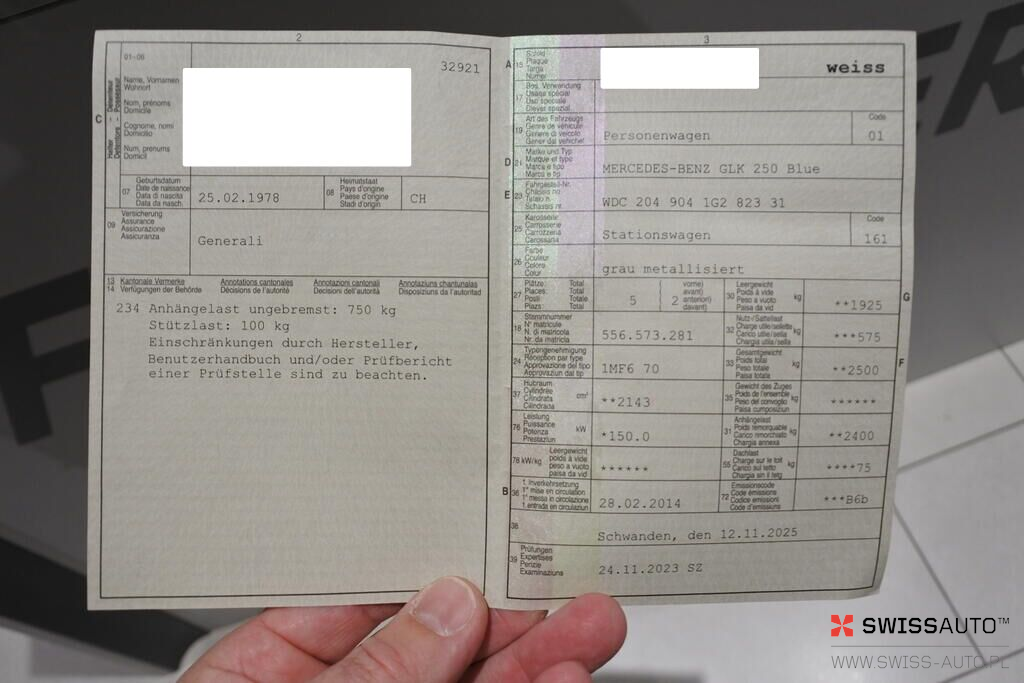 2
01-06
32921
C
Name, Vornamen
Wohnort
Nom, prénoms
Domicile
Cognome, nomi
Domicilio
Num, prenums
Domicil
07 Geburtsdatum
Date de naissance
Data di nascita
Data da nasch.
25.02.1978
08 Heimatstaat
Pays d'origine
Paese d'origine
Stadi d'origin
CH
09 Versicherung
Assurance
Assicurazione
Assicuranza
Generali
13 Kantonale Vermerke Annotations cantonales Annotazioni cantonali Annotaziuns chantunalas
14 Verfügungen der Behörde Décisions de l'autorité Decisioni dell'autorità Disposiziuns da l'autoritad
234 Anhängelast ungebremst: 750 kg
Stützlast: 100 kg
Einschränkungen durch Hersteller,
Benutzerhandbuch und/oder Prüfbericht
einer Prüfstelle sind zu beachten.
3
A 15 Schild
Plaque
Targa
Numer
weiss
17 Bes. Verwendung
Usage spécial
Uso speciale
Diever spezial
19 Art des Fahrzeugs
Genre de véhicule
Genere di veicolo
Gener dal vehichel
Personenwagen
Code
01
D 21 Marke und Typ
Marque et type
Marca e tipo
Marca e tip
MERCEDES-BENZ GLK 250 Blue
E 23 Fahrgestell-Nr.
Châssis no
Telaio n.
Schassis nr.
WDC 204 904 1G2 823 31
25 Karosserie
Carrosserie
Carrozzeria
Carossaria
Stationswagen
Code
161
26 Farbe
Couleur
Colore
Colur
grau metallisiert
27 Plätze: Total
Places: Total
Posti: Totale
Plazs: Total
5
2
vorne)
avant)
anteriori)
davant)
30 Leergewicht
Poids à vide
Peso a vuoto
Paisa da vid
kg
**1925
G
18 Stammnummer
N° matricule
N. di matricola
Nr. da matricla
556.573.281
32 Nutz-/Sattellast
Charge utile/sellette
Carico utile/sella
Chargia utila/sella
kg
***575
24 Typengenehmigung
Réception par type
Approvazione del tipo
Approvaziun dal tip
1MF6 70
33 Gesamtgewicht
Poids total
Peso totale
Paisa totala
kg
**2500
F
37 Hubraum
Cylindrée
Cilindrata
Cilindrada
cm³
**2143
35 Gewicht des Zuges
Poids de l'ensemble
Peso del convoglio
Paisa cumposiziun
kg
******
76 Leistung
Puissance
Potenza
Prestaziun
kW
*150.0
31 Anhängelast
Poids remorquable
Carico rimorchiato
Chargia annexa
kg
**2400
78 kW/kg Leergewicht
poids à vide
peso a vuoto
paisa da vid
******
55 Dachlast
Charge sur le toit
Carico sul tetto
Chargia sin il tetg
kg
****75
B 36 1. Inverkehrsetzung
1re mise en circulation
1a messa in circolazione
1. entrada en circulaziun
28.02.2014
72 Emissionscode
Code émissions
Codice emissioni
Code d'emissiuns
***B6b
38
Schwanden, den 12.11.2025
39 Prüfungen
Expertises
Perizie
Examinaziuns
24.11.2023 SZ
SWISSAUTO™
WWW.SWISS-AUTO.PL